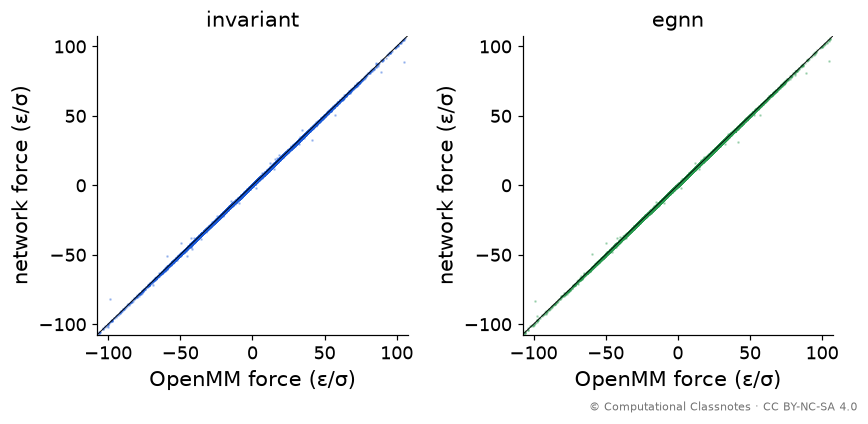 invariant
network force (ε/σ)
100
50
0
−50
−100
−100 −50 0 50 100
OpenMM force (ε/σ)
egnn
network force (ε/σ)
100
50
0
−50
−100
−100 −50 0 50 100
OpenMM force (ε/σ)
© Computational Classnotes · CC BY-NC-SA 4.0